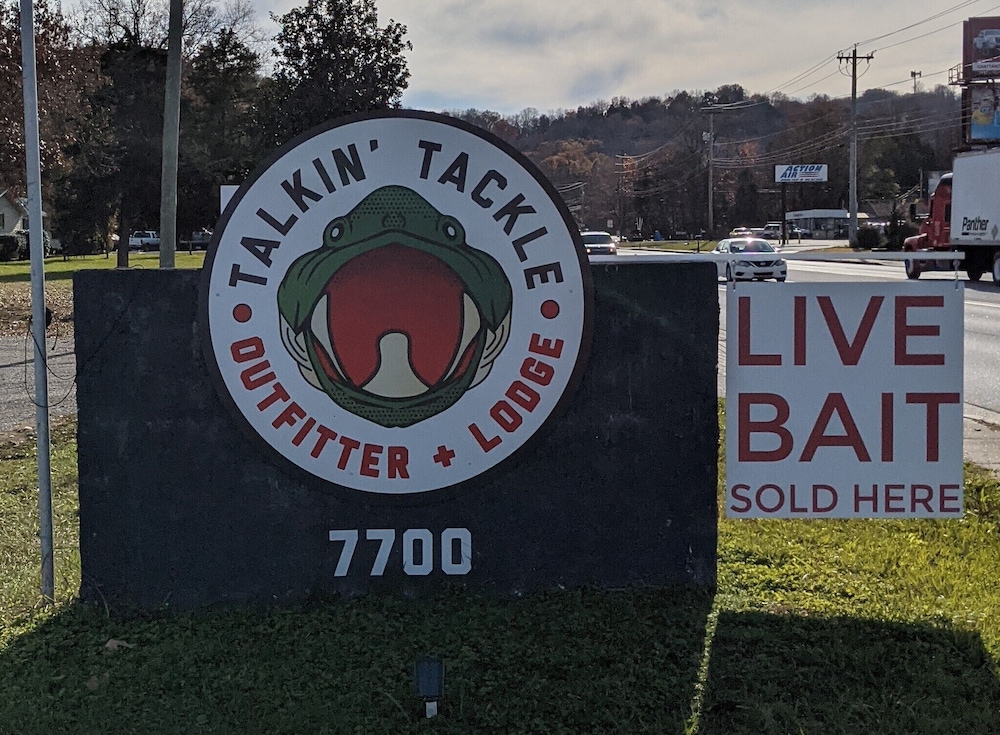 TALKIN' TACKLE
OUTFITTER + LODGE
7700
LIVE
BAIT
SOLD HERE
ACTION
AIR
Panther